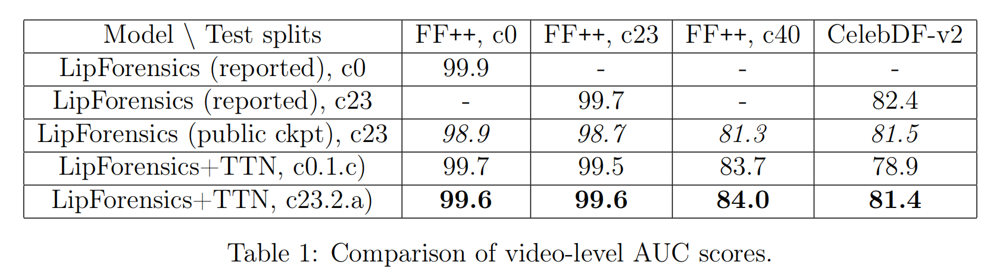 Model \ Test splits FF++, c0 FF++, c23 FF++, c40 CelebDF-v2
LipForensics (reported), c0 99.9 - - -
LipForensics (reported), c23 - 99.7 - 82.4
LipForensics (public ckpt), c23 98.9 98.7 81.3 81.5
LipForensics+TTN, c0.1.c) 99.7 99.5 83.7 78.9
LipForensics+TTN, c23.2.a) 99.6 99.6 84.0 81.4
Table 1: Comparison of video-level AUC scores.